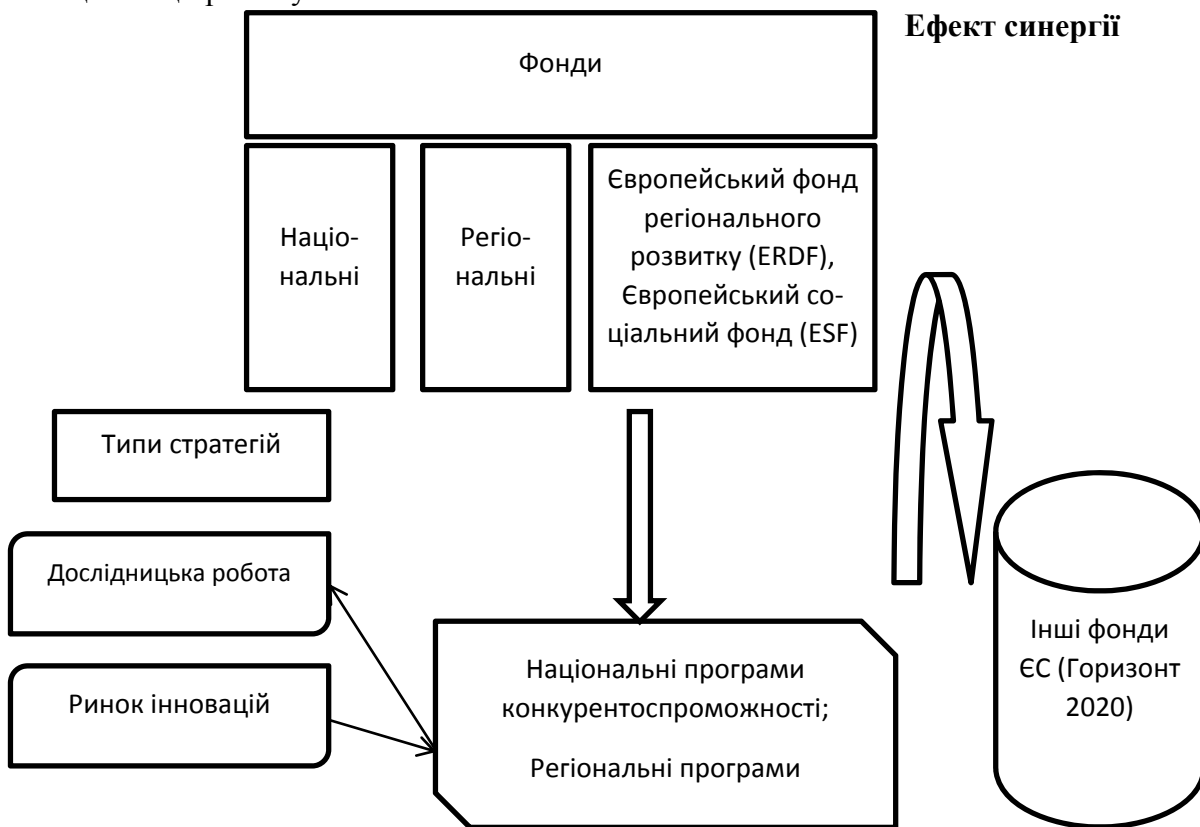 Ефект синергії
Фонди
Націо-
нальні
Регіо-
нальні
Європейський фонд
регіонального
розвитку (ERDF),
Європейський со-
ціальний фонд (ESF)
Типи стратегій
Дослідницька робота
Ринок інновацій
Національні програми
конкурентоспроможності;
Регіональні програми
Інші фонди
ЄС (Горизонт
2020)